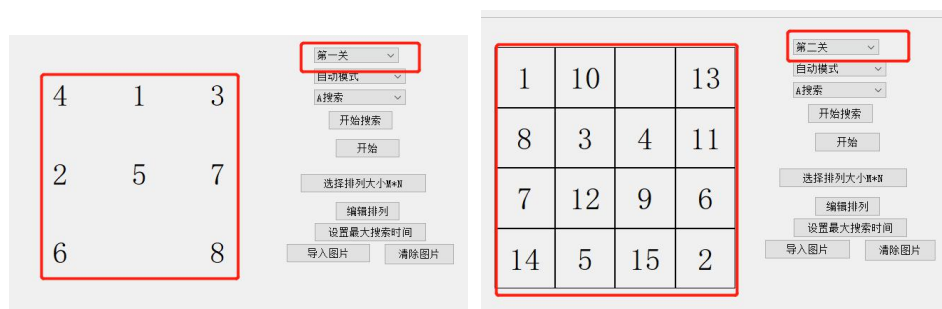 第一关
自动模式
A搜索
开始搜索
开始
选择排列大小M*N
编辑排列
设置最大搜索时间
导入图片 清除图片
4 1 3
2 5 7
6 8
第二关
自动模式
A搜索
开始搜索
开始
选择排列大小M*N
编辑排列
设置最大搜索时间
导入图片 清除图片
1 10 13
8 3 4 11
7 12 9 6
14 5 15 2